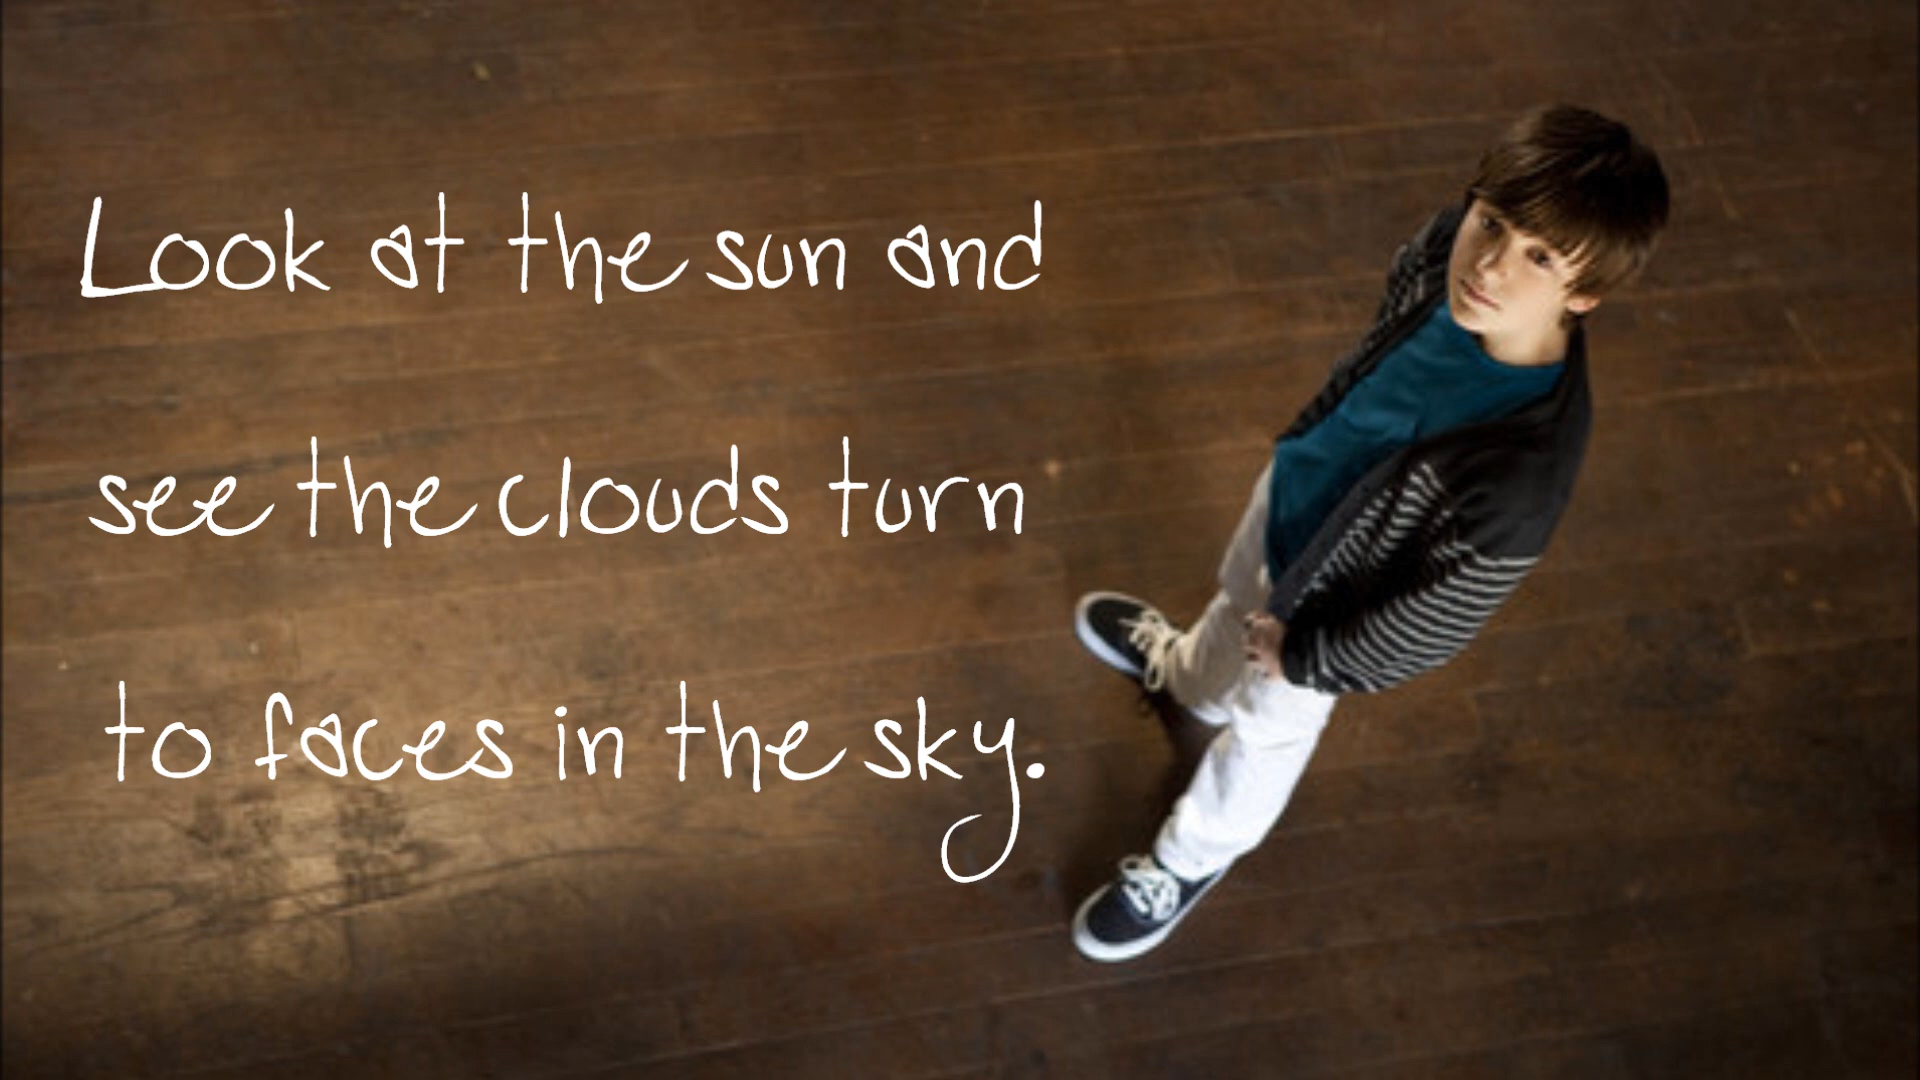 Look at the sun and
see the clouds turn
to faces in the sky.